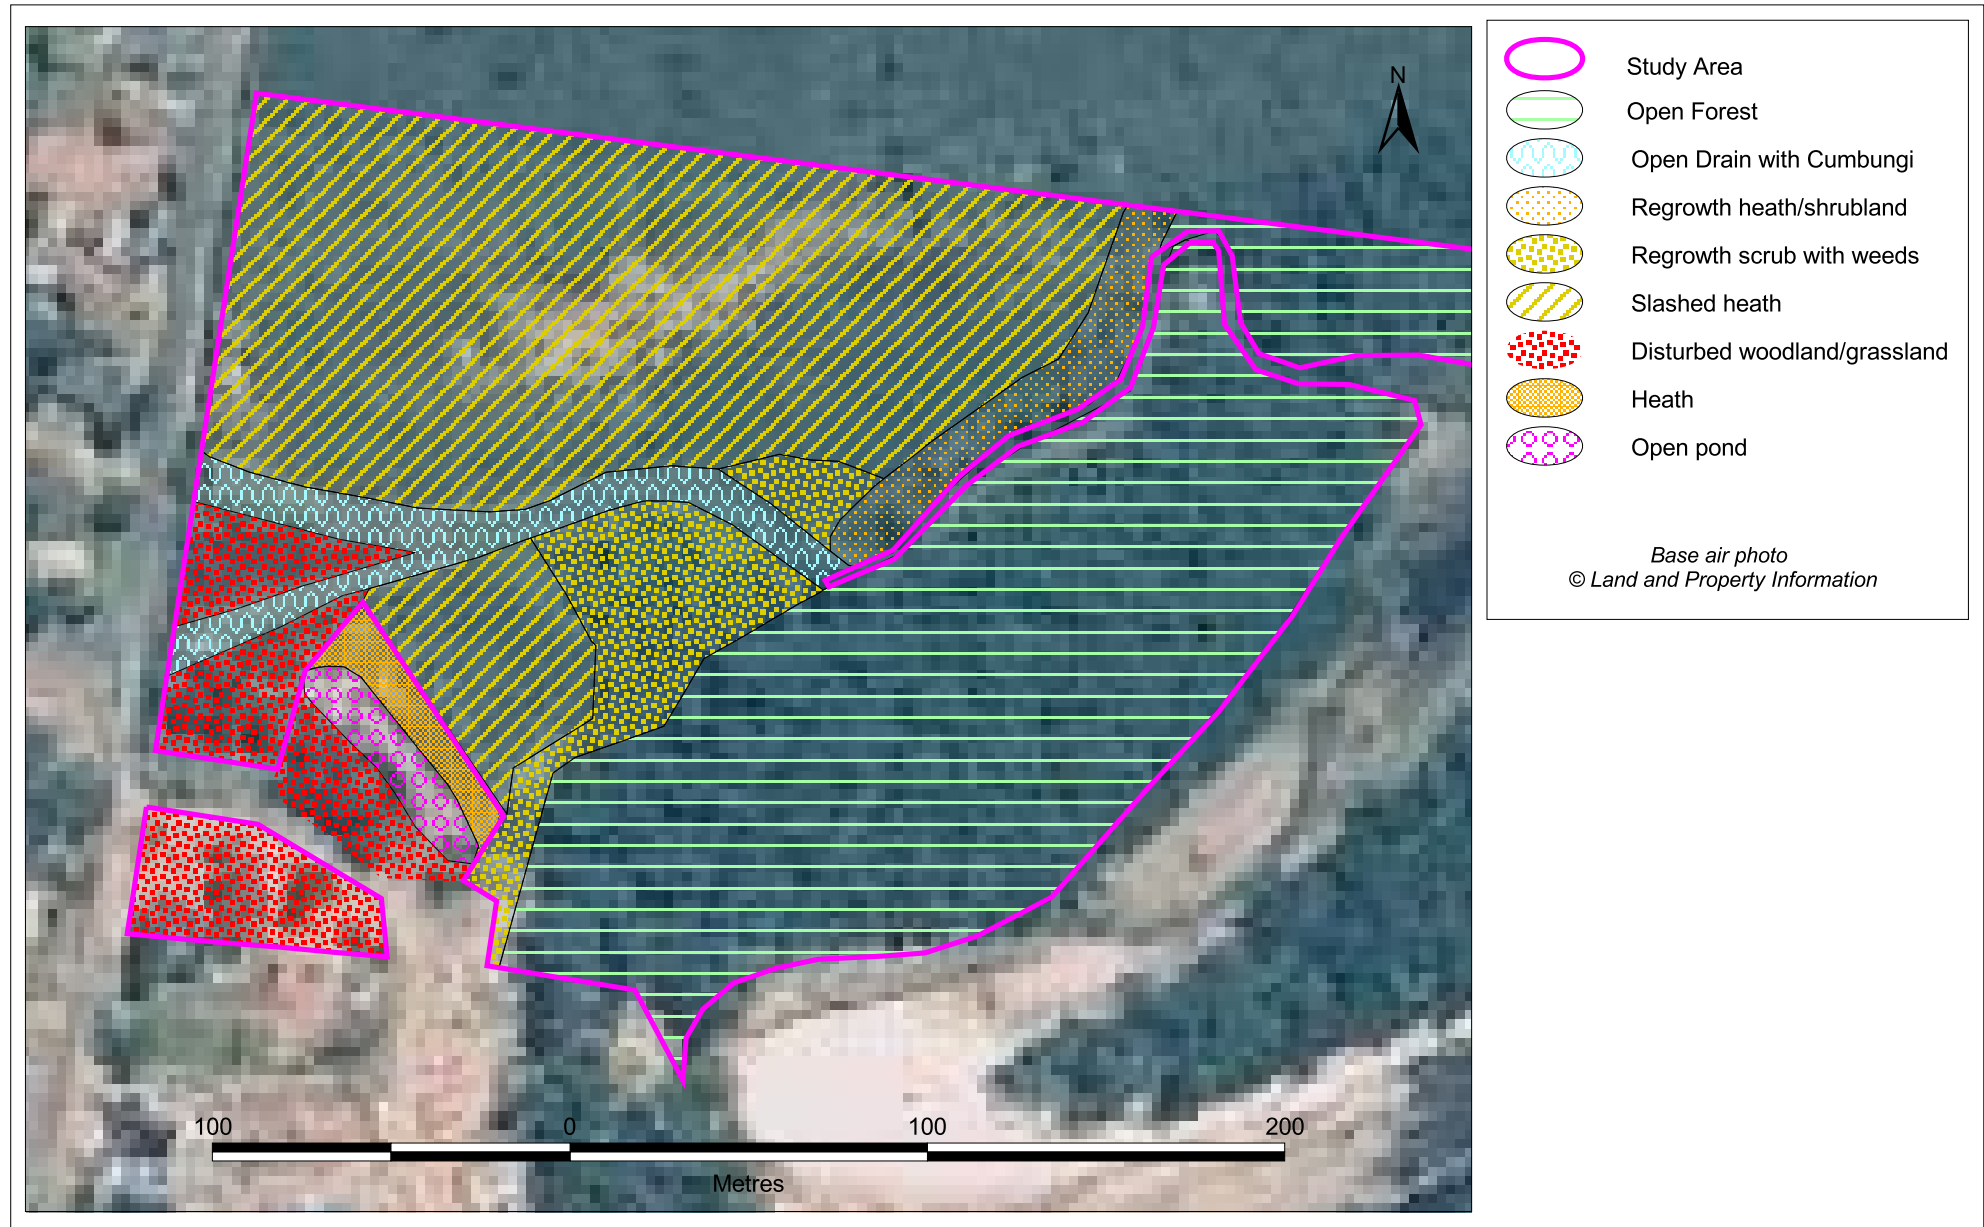 N
100 0 100 200
Metres
Study Area
Open Forest
Open Drain with Cumbungi
Regrowth heath/shrubland
Regrowth scrub with weeds
Slashed heath
Disturbed woodland/grassland
Heath
Open pond
Base air photo
© Land and Property Information